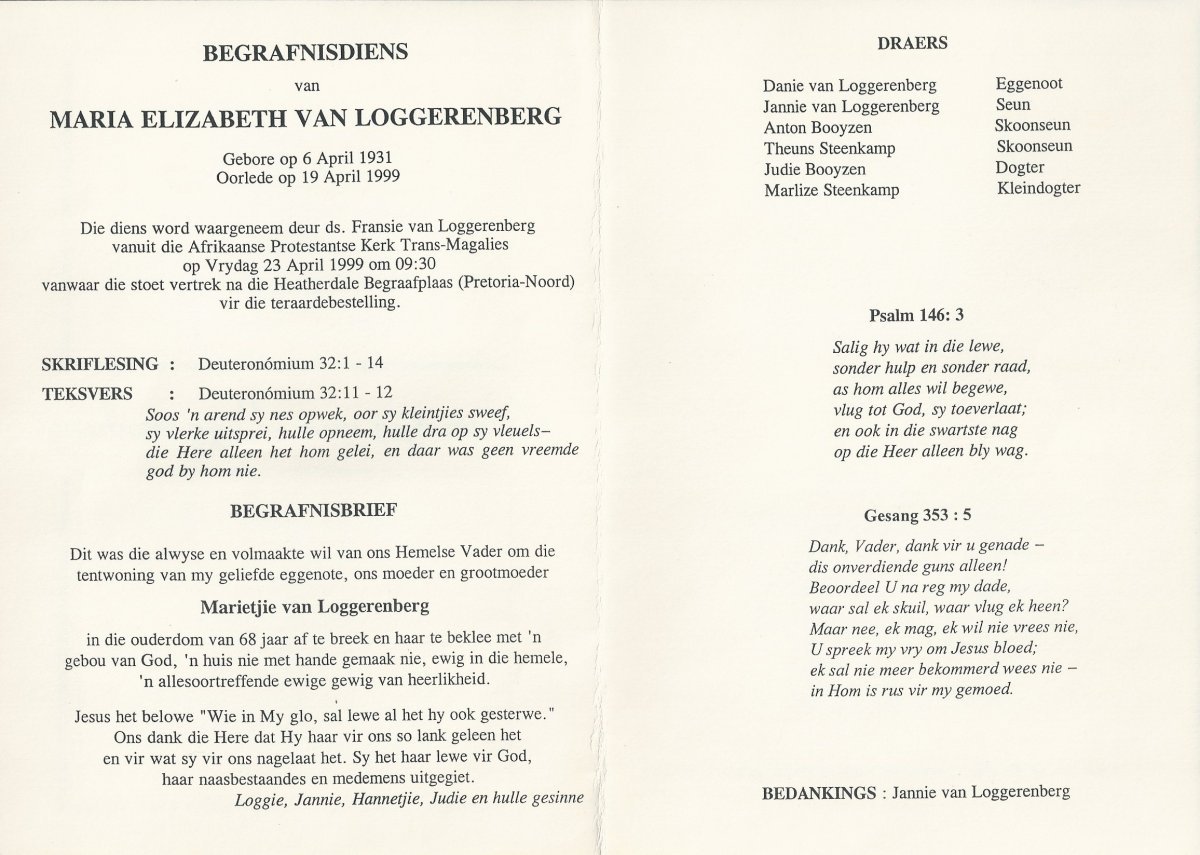 BEGRAFNISDIENS
van
MARIA ELIZABETH VAN LOGGERENBERG
Gebore op 6 April 1931
Oorlede op 19 April 1999
Die diens word waargeneem deur ds. Fransie van Loggerenberg
vanuit die Afrikaanse Protestantse Kerk Trans-Magalies
op Vrydag 23 April 1999 om 09:30
vanwaar die stoet vertrek na die Heatherdale Begraafplaas (Pretoria-Noord)
vir die teraardebestelling.
SKRIFLESING : Deuteronómium 32:1 - 14
TEKSVERS : Deuteronómium 32:11 - 12
Soos 'n arend sy nes opwek, oor sy kleintjies sweef,
sy vlerke uitsprei, hulle opneem, hulle dra op sy vleuels–
die Here alleen het hom gelei, en daar was geen vreemde
god by hom nie.
BEGRAFNISBRIEF
Dit was die alwyse en volmaakte wil van ons Hemelse Vader om die
tentwoning van my geliefde eggenote, ons moeder en grootmoeder
Marietjie van Loggerenberg
in die ouderdom van 68 jaar af te breek en haar te beklee met 'n
gebou van God, 'n huis nie met hande gemaak nie, ewig in die hemele,
'n allesoortreffende ewige gewig van heerlikheid.
Jesus het belowe "Wie in My glo, sal lewe al het hy ook gesterwe."
Ons dank die Here dat Hy haar vir ons so lank geleen het
en vir wat sy vir ons nagelaat het. Sy het haar lewe vir God,
haar naasbestaandes en medemens uitgegiet.
Loggie, Jannie, Hannetjie, Judie en hulle gesinne
DRAERS
Danie van Loggerenberg Eggenoot
Jannie van Loggerenberg Seun
Anton Booyzen Skoonseun
Theuns Steenkamp Skoonseun
Judie Booyzen Dogter
Marlize Steenkamp Kleindogter
Psalm 146: 3
Salig hy wat in die lewe,
sonder hulp en sonder raad,
as hom alles wil begewe,
vlug tot God, sy toeverlaat;
en ook in die swartste nag
op die Heer alleen bly wag.
Gesang 353 : 5
Dank, Vader, dank vir u genade –
dis onverdiende guns alleen!
Beoordeel U na reg my dade,
waar sal ek skuil, waar vlug ek heen?
Maar nee, ek mag, ek wil nie vrees nie,
U spreek my vry om Jesus bloed;
ek sal nie meer bekommerd wees nie –
in Hom is rus vir my gemoed.
BEDANKINGS : Jannie van Loggerenberg